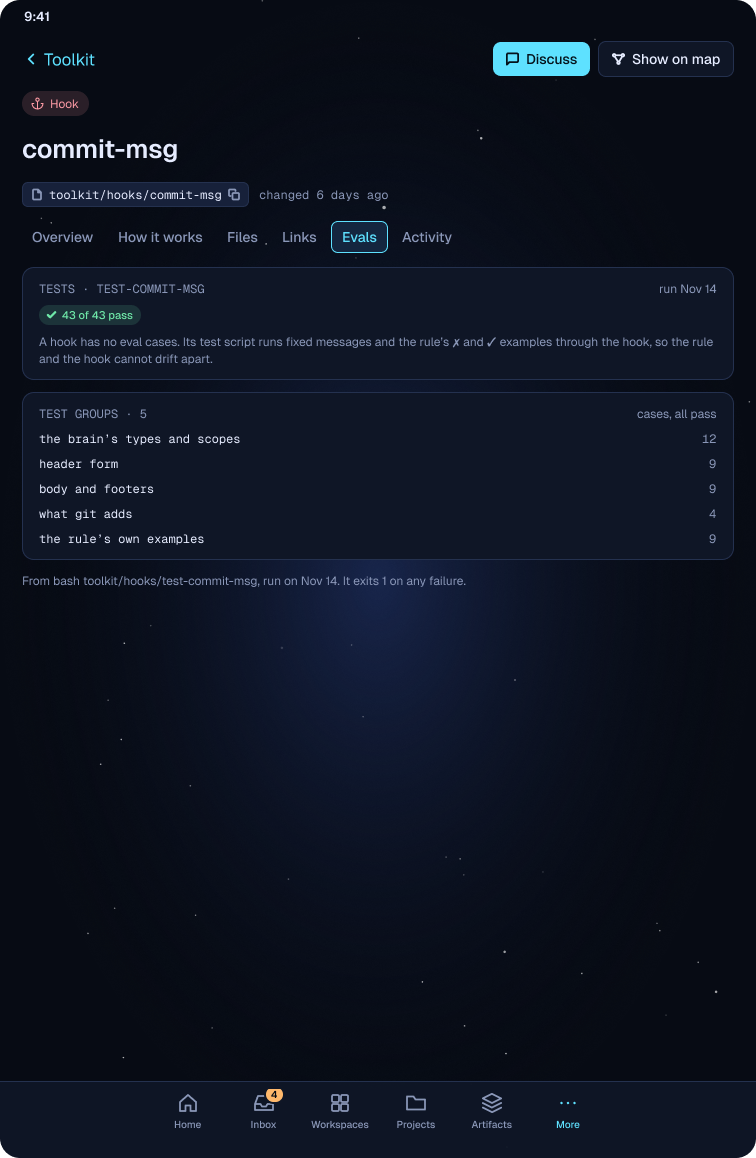 9:41
Toolkit
Discuss
Show on map
Hook
commit-msg
toolkit/hooks/commit-msg
changed 6 days ago
Overview
How it works
Files
Links
Evals
Activity
TESTS · TEST-COMMIT-MSG
run Nov 14
43 of 43 pass
A hook has no eval cases. Its test script runs fixed messages and the rule's ✗ and ✓ examples through the hook, so the rule
and the hook cannot drift apart.
TEST GROUPS · 5
cases, all pass
the brain's types and scopes
12
header form
9
body and footers
9
what git adds
4
the rule's own examples
9
From bash toolkit/hooks/test-commit-msg, run on Nov 14. It exits 1 on any failure.
4
Home
Inbox
Workspaces
Projects
Artifacts
More